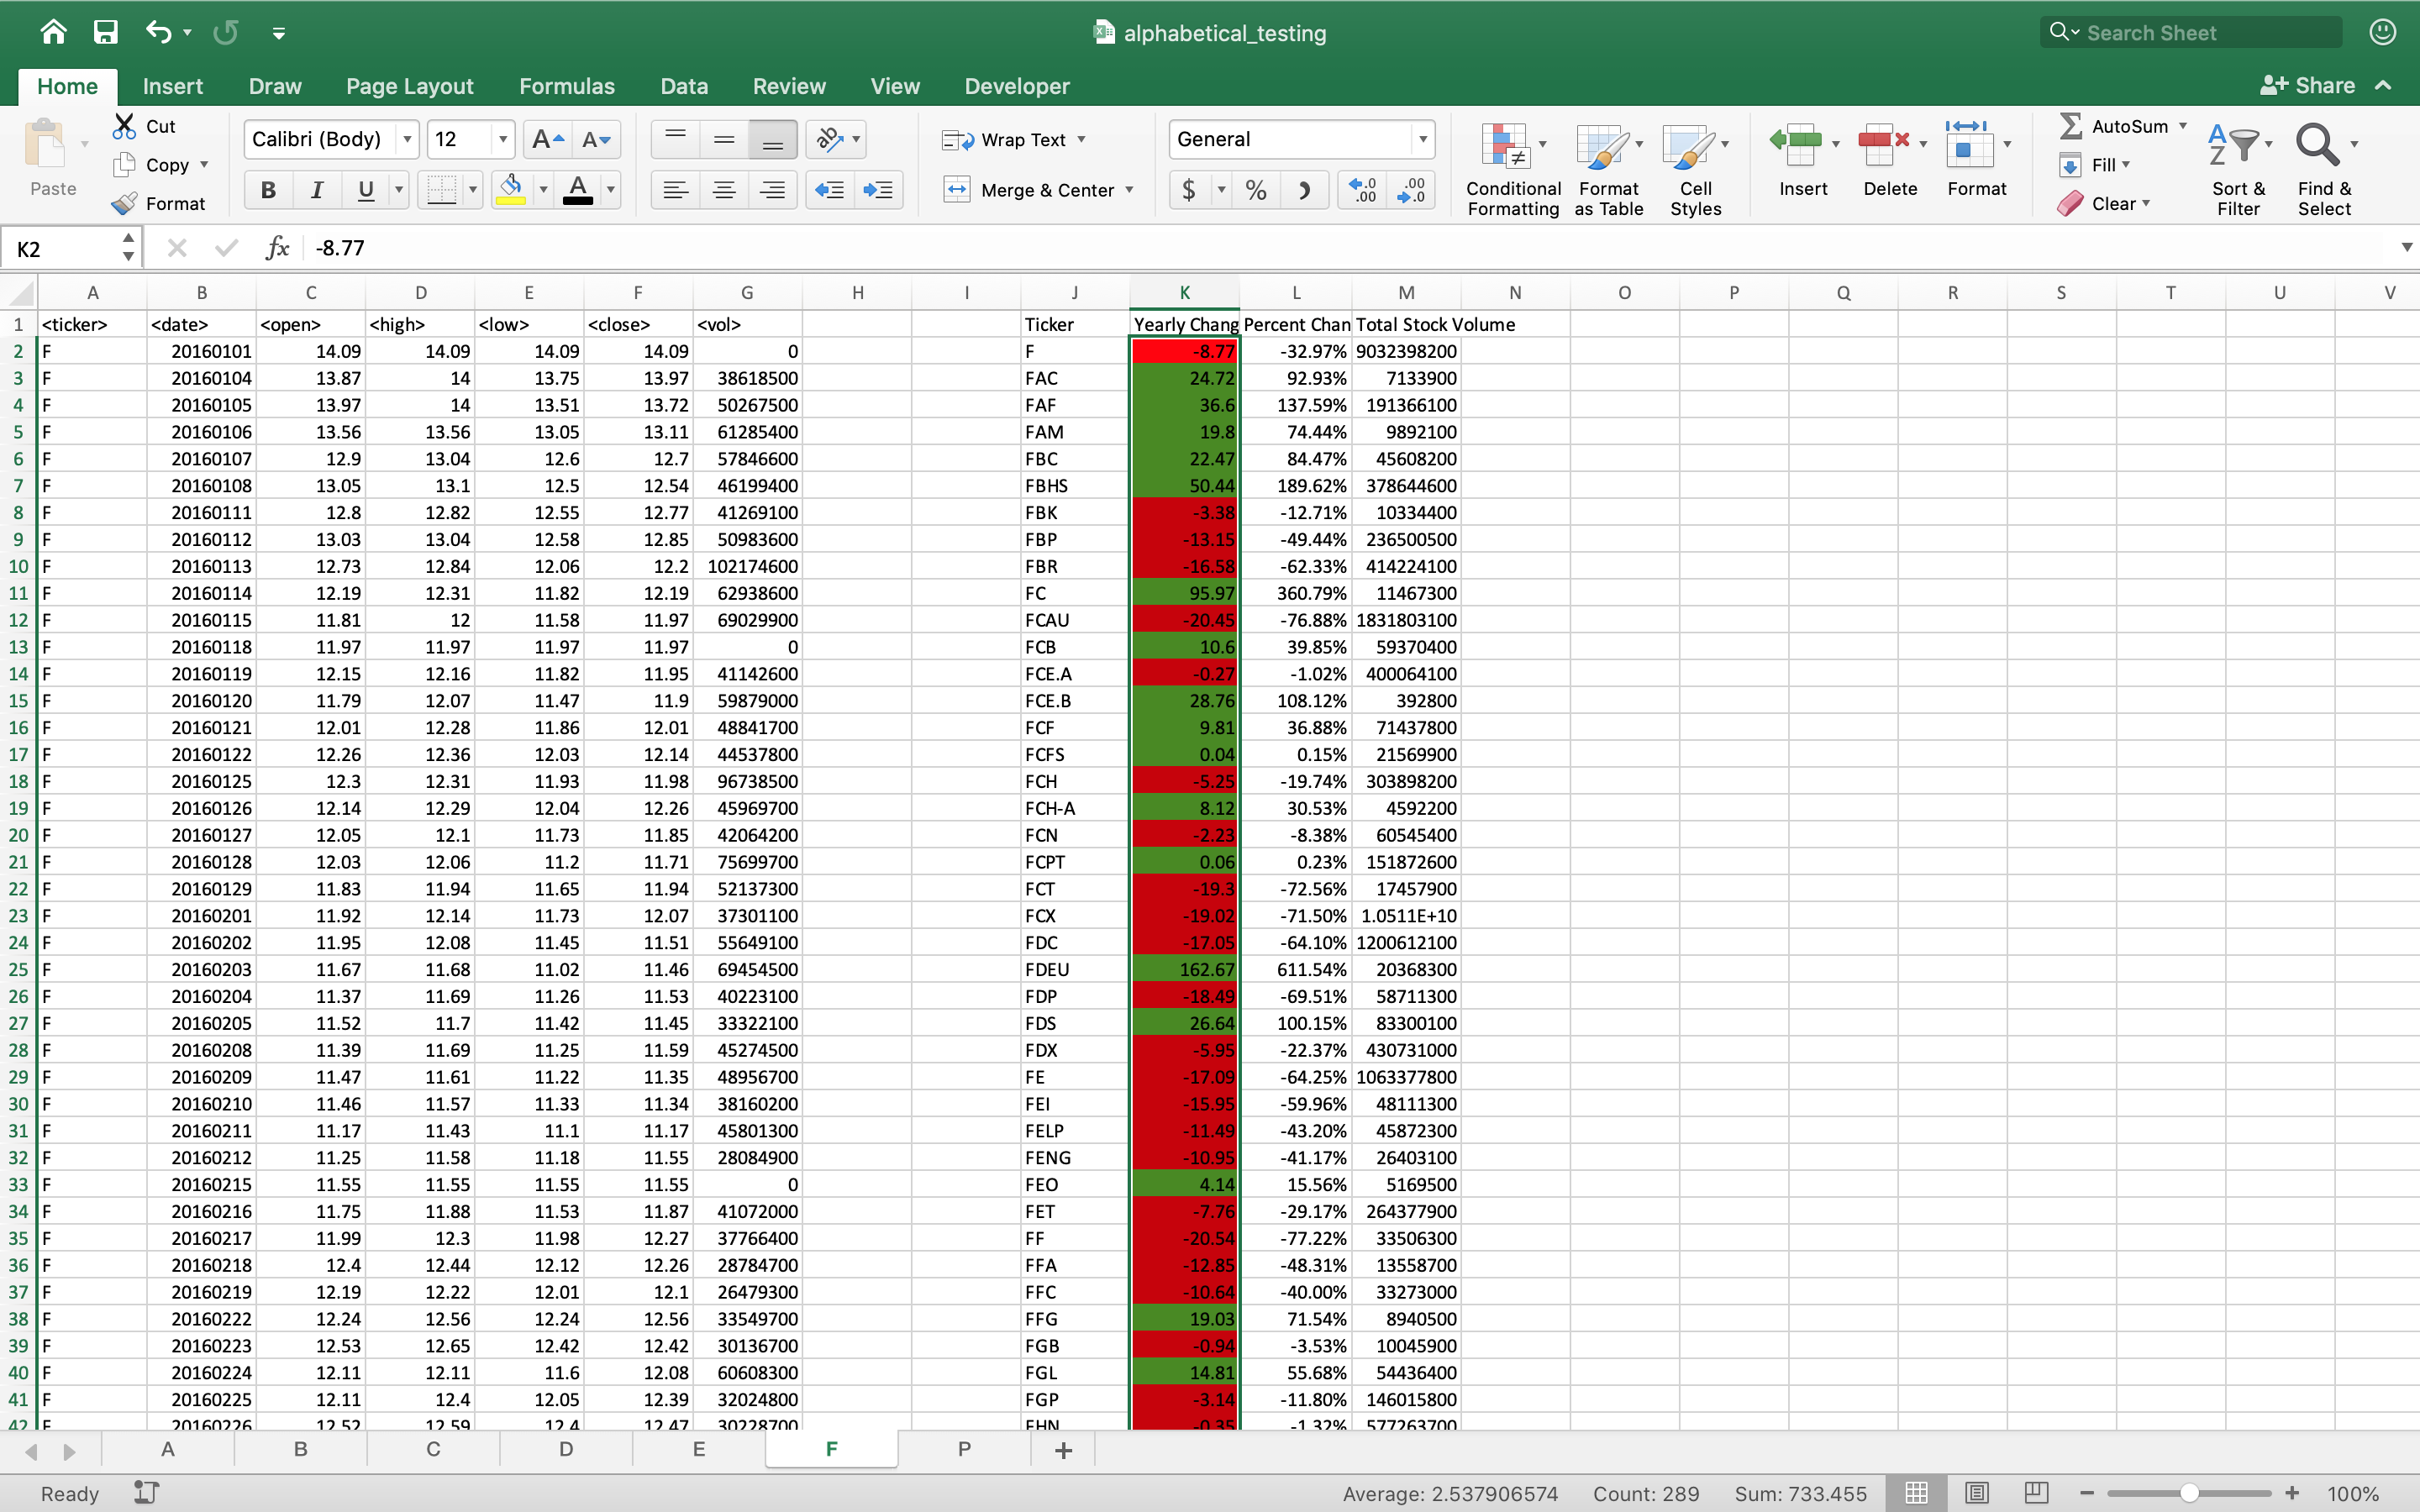 alphabetical_testing
Search Sheet
Home Insert Draw Page Layout Formulas Data Review View Developer Share
Paste Cut Copy Format
Calibri (Body) 12
B I U A
Wrap Text
Merge & Center
General
$ % .0 .00 .00 .0
Conditional Formatting
Format as Table
Cell Styles
Insert Delete Format
AutoSum Fill Clear
Sort & Filter
Find & Select
K2 fx -8.77
A B C D E F G H I J K L M N O P Q R S T U V
1 <ticker> <date> <open> <high> <low> <close> <vol> Ticker Yearly Chang Percent Chan Total Stock Volume
2 F 20160101 14.09 14.09 14.09 14.09 0 F -8.77 -32.97% 9032398200
3 F 20160104 13.87 14 13.75 13.97 38618500 FAC 24.72 92.93% 7133900
4 F 20160105 13.97 14 13.51 13.72 50267500 FAF 36.6 137.59% 191366100
5 F 20160106 13.56 13.56 13.05 13.11 61285400 FAM 19.8 74.44% 9892100
6 F 20160107 12.9 13.04 12.6 12.7 57846600 FBC 22.47 84.47% 45608200
7 F 20160108 13.05 13.1 12.5 12.54 46199400 FBHS 50.44 189.62% 378644600
8 F 20160111 12.8 12.82 12.55 12.77 41269100 FBK -3.38 -12.71% 10334400
9 F 20160112 13.03 13.04 12.58 12.85 50983600 FBP -13.15 -49.44% 236500500
10 F 20160113 12.73 12.84 12.06 12.2 102174600 FBR -16.58 -62.33% 414224100
11 F 20160114 12.19 12.31 11.82 12.19 62938600 FC 95.97 360.79% 11467300
12 F 20160115 11.81 12 11.58 11.97 69029900 FCAU -20.45 -76.88% 1831803100
13 F 20160118 11.97 11.97 11.97 11.97 0 FCB 10.6 39.85% 59370400
14 F 20160119 12.15 12.16 11.82 11.95 41142600 FCE.A -0.27 -1.02% 400064100
15 F 20160120 11.79 12.07 11.47 11.9 59879000 FCE.B 28.76 108.12% 392800
16 F 20160121 12.01 12.28 11.86 12.01 48841700 FCF 9.81 36.88% 71437800
17 F 20160122 12.26 12.36 12.03 12.14 44537800 FCFS 0.04 0.15% 21569900
18 F 20160125 12.3 12.31 11.93 11.98 96738500 FCH -5.25 -19.74% 303898200
19 F 20160126 12.14 12.29 12.04 12.26 45969700 FCH-A 8.12 30.53% 4592200
20 F 20160127 12.05 12.1 11.73 11.85 42064200 FCN -2.23 -8.38% 60545400
21 F 20160128 12.03 12.06 11.2 11.71 75699700 FCPT 0.06 0.23% 151872600
22 F 20160129 11.83 11.94 11.65 11.94 52137300 FCT -19.3 -72.56% 17457900
23 F 20160201 11.92 12.14 11.73 12.07 37301100 FCX -19.02 -71.50% 1.0511E+10
24 F 20160202 11.95 12.08 11.45 11.51 55649100 FDC -17.05 -64.10% 1200612100
25 F 20160203 11.67 11.68 11.02 11.46 69454500 FDEU 162.67 611.54% 20368300
26 F 20160204 11.37 11.69 11.26 11.53 40223100 FDP -18.49 -69.51% 58711300
27 F 20160205 11.52 11.7 11.42 11.45 33322100 FDS 26.64 100.15% 83300100
28 F 20160208 11.39 11.69 11.25 11.59 45274500 FDX -5.95 -22.37% 430731000
29 F 20160209 11.47 11.61 11.22 11.35 48956700 FE -17.09 -64.25% 1063377800
30 F 20160210 11.46 11.57 11.33 11.34 38160200 FEI -15.95 -59.96% 48111300
31 F 20160211 11.17 11.43 11.1 11.17 45801300 FELP -11.49 -43.20% 45872300
32 F 20160212 11.25 11.58 11.18 11.55 28084900 FENG -10.95 -41.17% 26403100
33 F 20160215 11.55 11.55 11.55 11.55 0 FEO 4.14 15.56% 5169500
34 F 20160216 11.75 11.88 11.53 11.87 41072000 FET -7.76 -29.17% 264377900
35 F 20160217 11.99 12.3 11.98 12.27 37766400 FF -20.54 -77.22% 33506300
36 F 20160218 12.4 12.44 12.12 12.26 28784700 FFA -12.85 -48.31% 13558700
37 F 20160219 12.19 12.22 12.01 12.1 26479300 FFC -10.64 -40.00% 33273000
38 F 20160222 12.24 12.56 12.24 12.56 33549700 FFG 19.03 71.54% 8940500
39 F 20160223 12.53 12.65 12.42 12.42 30136700 FGB -0.94 -3.53% 10045900
40 F 20160224 12.11 12.11 11.6 12.08 60608300 FGL 14.81 55.68% 54436400
41 F 20160225 12.11 12.4 12.05 12.39 32024800 FGP -3.14 -11.80% 146015800
42 F 20160226 12.52 12.59 12.4 12.47 30228700 FHN -0.35 -1.32% 577263700
A B C D E F P +
Ready Average: 2.537906574 Count: 289 Sum: 733.455 100%